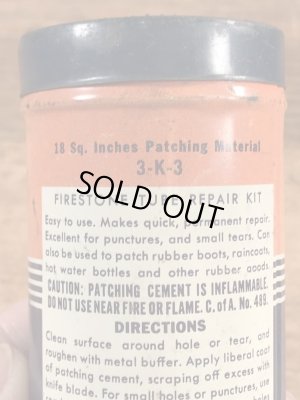 18 Sq. Inches Patching Material
3-K-3
SOLD OUT
FIRESTONE TUBE REPAIR KIT
Easy to use. Makes quick, permanent repair.
Excellent for punctures, and small tears. Can
also be used to patch rubber boots, raincoats,
hot water bottles and other rubber goods.
CAUTION: PATCHING CEMENT IS INFLAMMABLE.
DO NOT USE NEAR FIRE OR FLAME. C. of A. No. 489.
DIRECTIONS
Clean surface around hole or tear, and
roughen with metal buffer. Apply liberal coat
of patching cement, scraping off excess with
knife blade. For small holes or punctures, use